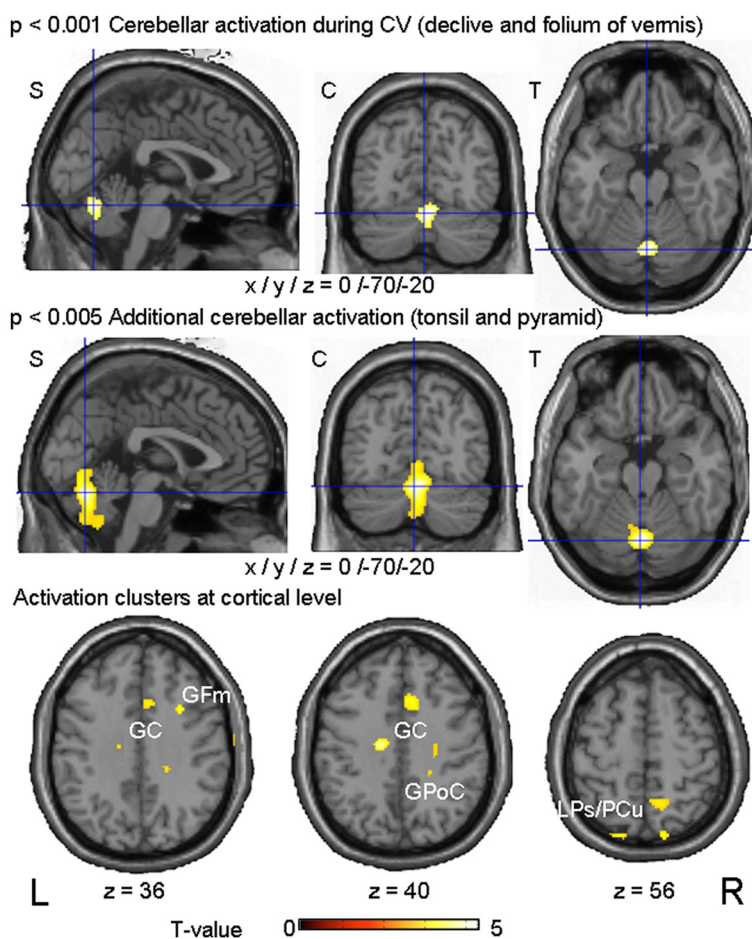 p < 0.001 Cerebellar activation during CV (declive and folium of vermis)
S C T
x / y / z = 0 /-70/-20
p < 0.005 Additional cerebellar activation (tonsil and pyramid)
S C T
x / y / z = 0 /-70/-20
Activation clusters at cortical level
GFm
GC GC
GPoC
LPs/PCu
L z = 36 z = 40 z = 56 R
T-value 0 5